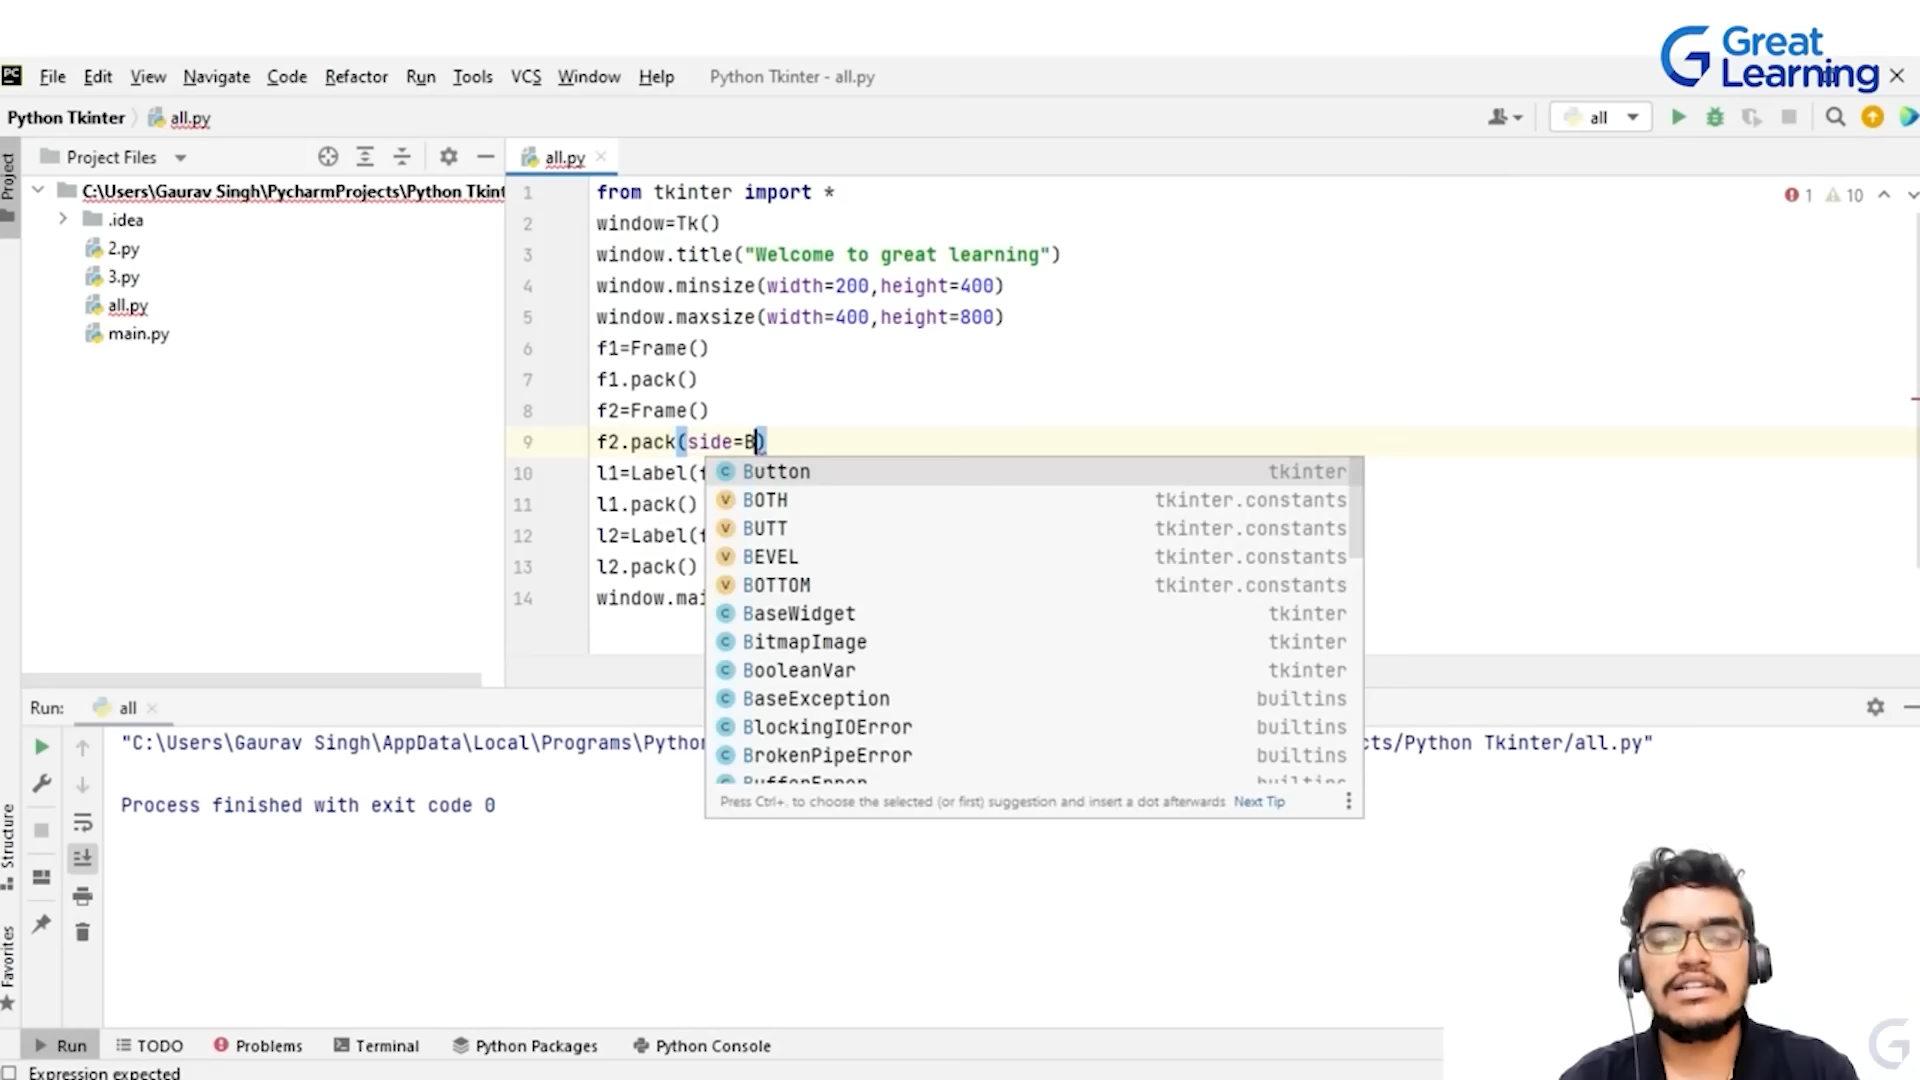 Great
Learning
File Edit View Navigate Code Refactor Run Tools VCS Window Help Python Tkinter - all.py
Python Tkinter all.py all
Project
Project Files all.py
C:\Users\Gaurav Singh\PycharmProjects\Python Tkint
.idea
2.py
3.py
all.py
main.py
1 10
1 from tkinter import *
2 window=Tk()
3 window.title("Welcome to great learning")
4 window.minsize(width=200,height=400)
5 window.maxsize(width=400,height=800)
6 f1=Frame()
7 f1.pack()
8 f2=Frame()
9 f2.pack(side=B)
10 l1=Label(f
11 l1.pack()
12 l2=Label(f
13 l2.pack()
14 window.mai
Button tkinter
BOTH tkinter.constants
BUTT tkinter.constants
BEVEL tkinter.constants
BOTTOM tkinter.constants
BaseWidget tkinter
BitmapImage tkinter
BooleanVar tkinter
BaseException builtins
BlockingIOError builtins
BrokenPipeError builtins
BufferError builtins
Press Ctrl+. to choose the selected (or first) suggestion and insert a dot afterwards Next Tip
Run: all
"C:\Users\Gaurav Singh\AppData\Local\Programs\Python cts/Python Tkinter/all.py"
Process finished with exit code 0
Structure
Favorites
Run TODO Problems Terminal Python Packages Python Console
Expression expected